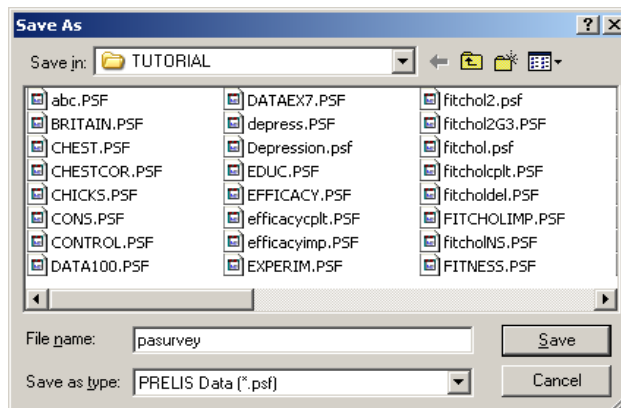 Save As
Save in: TUTORIAL
abc.PSF
BRITAIN.PSF
CHEST.PSF
CHESTCOR.PSF
CHICKS.PSF
CONS.PSF
CONTROL.PSF
DATA100.PSF
DATAEX7.PSF
depress.PSF
Depression.psf
EDUC.PSF
EFFICACY.PSF
efficacycplt.PSF
efficacyimp.PSF
EXPERIM.PSF
fitchol2.psf
fitchol2G3.PSF
fitchol.psf
fitcholcplt.PSF
fitcholdel.PSF
FITCHOLIMP.PSF
fitcholNS.PSF
FITNESS.PSF
File name: pasurvey
Save
Save as type: PRELIS Data (*.psf)
Cancel